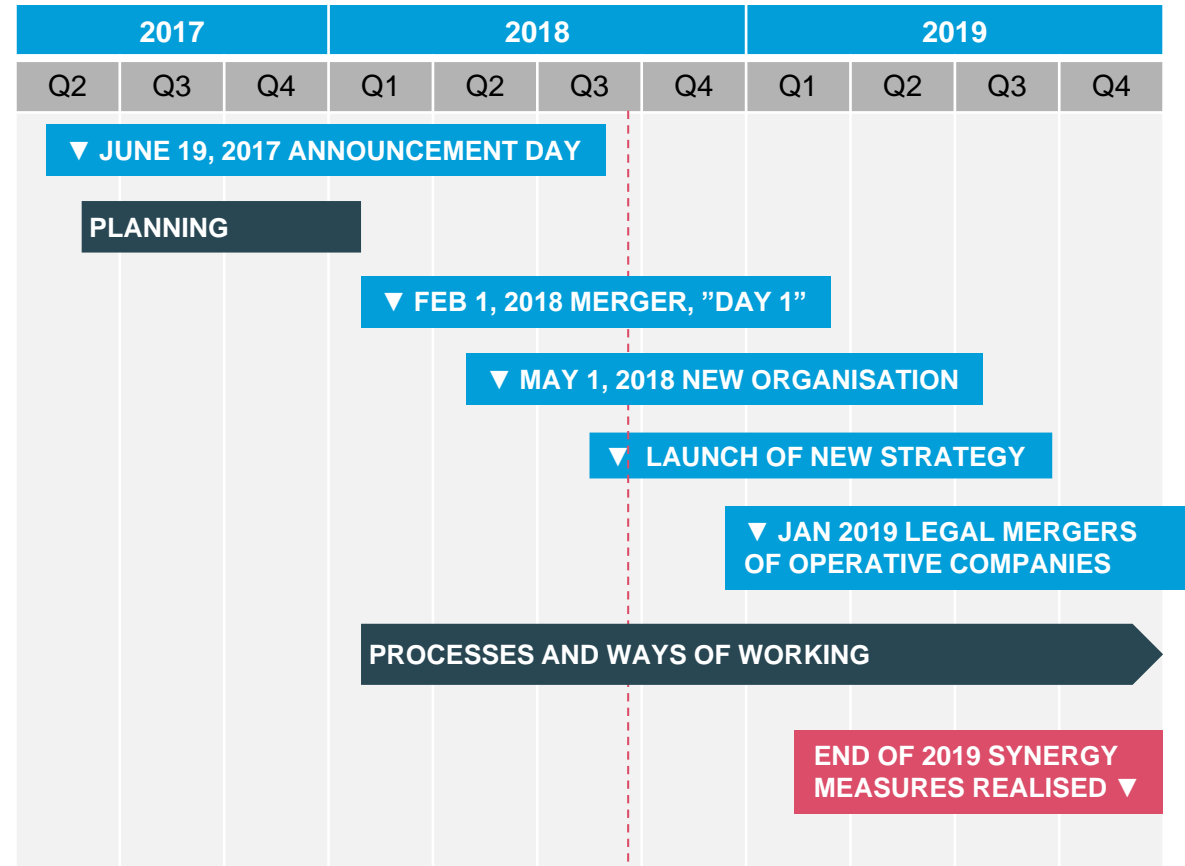 2017 2018 2019
Q2 Q3 Q4 Q1 Q2 Q3 Q4 Q1 Q2 Q3 Q4
▼ JUNE 19, 2017 ANNOUNCEMENT DAY
PLANNING
▼ FEB 1, 2018 MERGER, ”DAY 1”
▼ MAY 1, 2018 NEW ORGANISATION
▼ LAUNCH OF NEW STRATEGY
▼ JAN 2019 LEGAL MERGERS
OF OPERATIVE COMPANIES
PROCESSES AND WAYS OF WORKING
END OF 2019 SYNERGY
MEASURES REALISED ▼